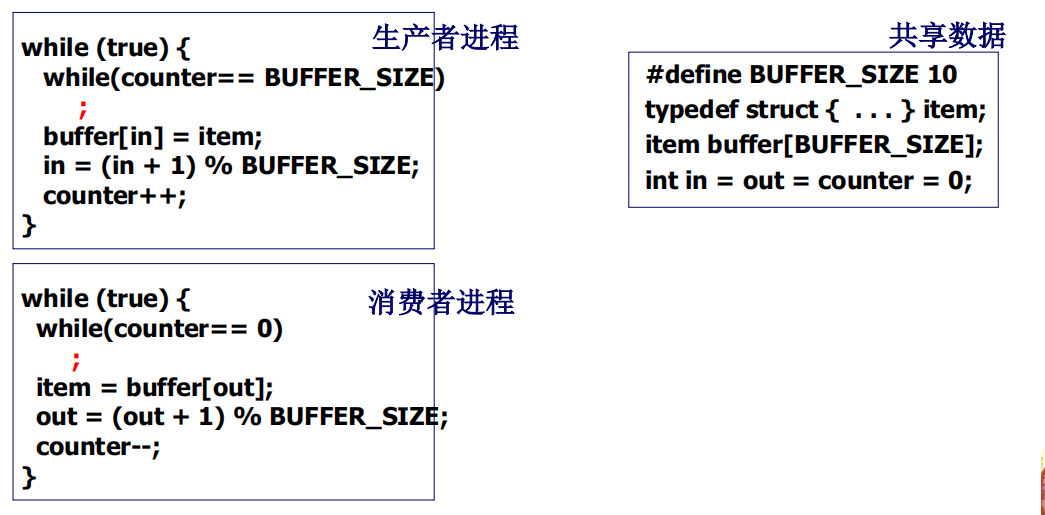 生产者进程
while (true) {
while(counter== BUFFER_SIZE)
;
buffer[in] = item;
in = (in + 1) % BUFFER_SIZE;
counter++;
}
共享数据
#define BUFFER_SIZE 10
typedef struct { ... } item;
item buffer[BUFFER_SIZE];
int in = out = counter = 0;
消费者进程
while (true) {
while(counter== 0)
;
item = buffer[out];
out = (out + 1) % BUFFER_SIZE;
counter--;
}